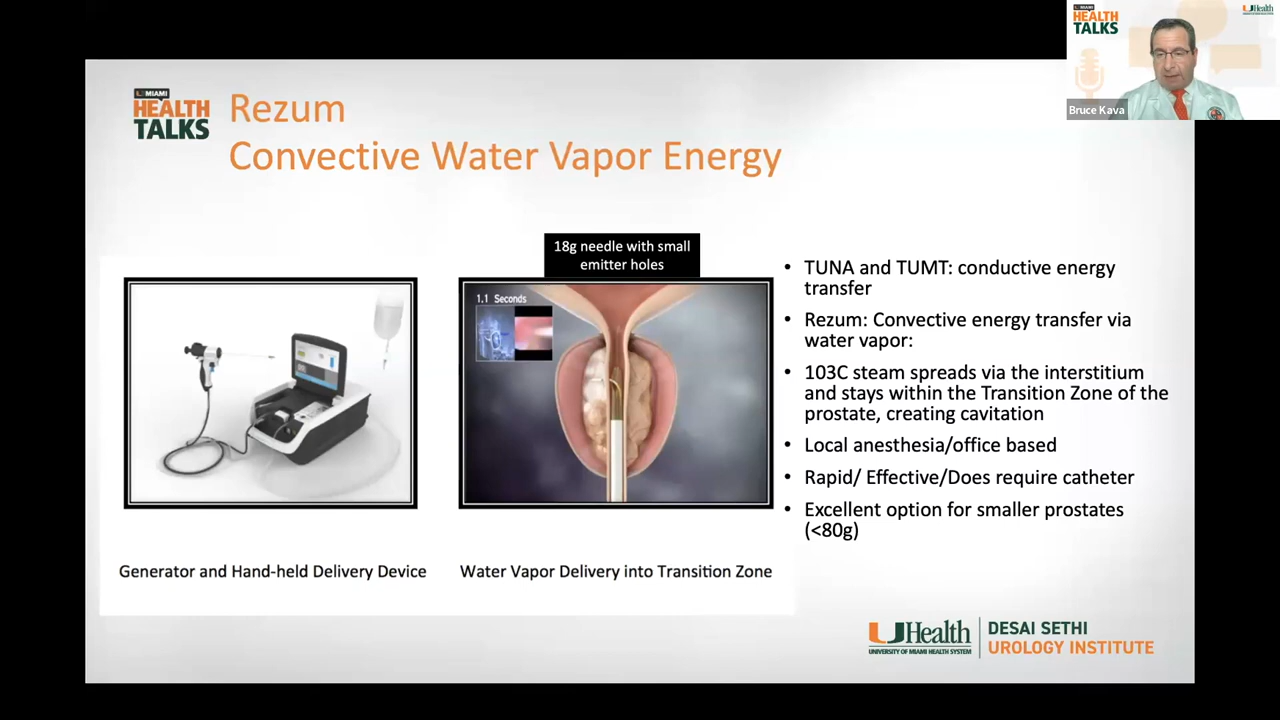 MIAMI
HEALTH
TALKS
Rezum
Convective Water Vapor Energy
18g needle with small
emitter holes
1.1 Seconds
Generator and Hand-held Delivery Device
Water Vapor Delivery into Transition Zone
• TUNA and TUMT: conductive energy
transfer
• Rezum: Convective energy transfer via
water vapor:
• 103C steam spreads via the interstitium
and stays within the Transition Zone of the
prostate, creating cavitation
• Local anesthesia/office based
• Rapid/ Effective/Does require catheter
• Excellent option for smaller prostates
(<80g)
UHealth
UNIVERSITY OF MIAMI HEALTH SYSTEM
DESAI SETHI
UROLOGY INSTITUTE
MIAMI
HEALTH
TALKS
UHealth
Bruce Kava